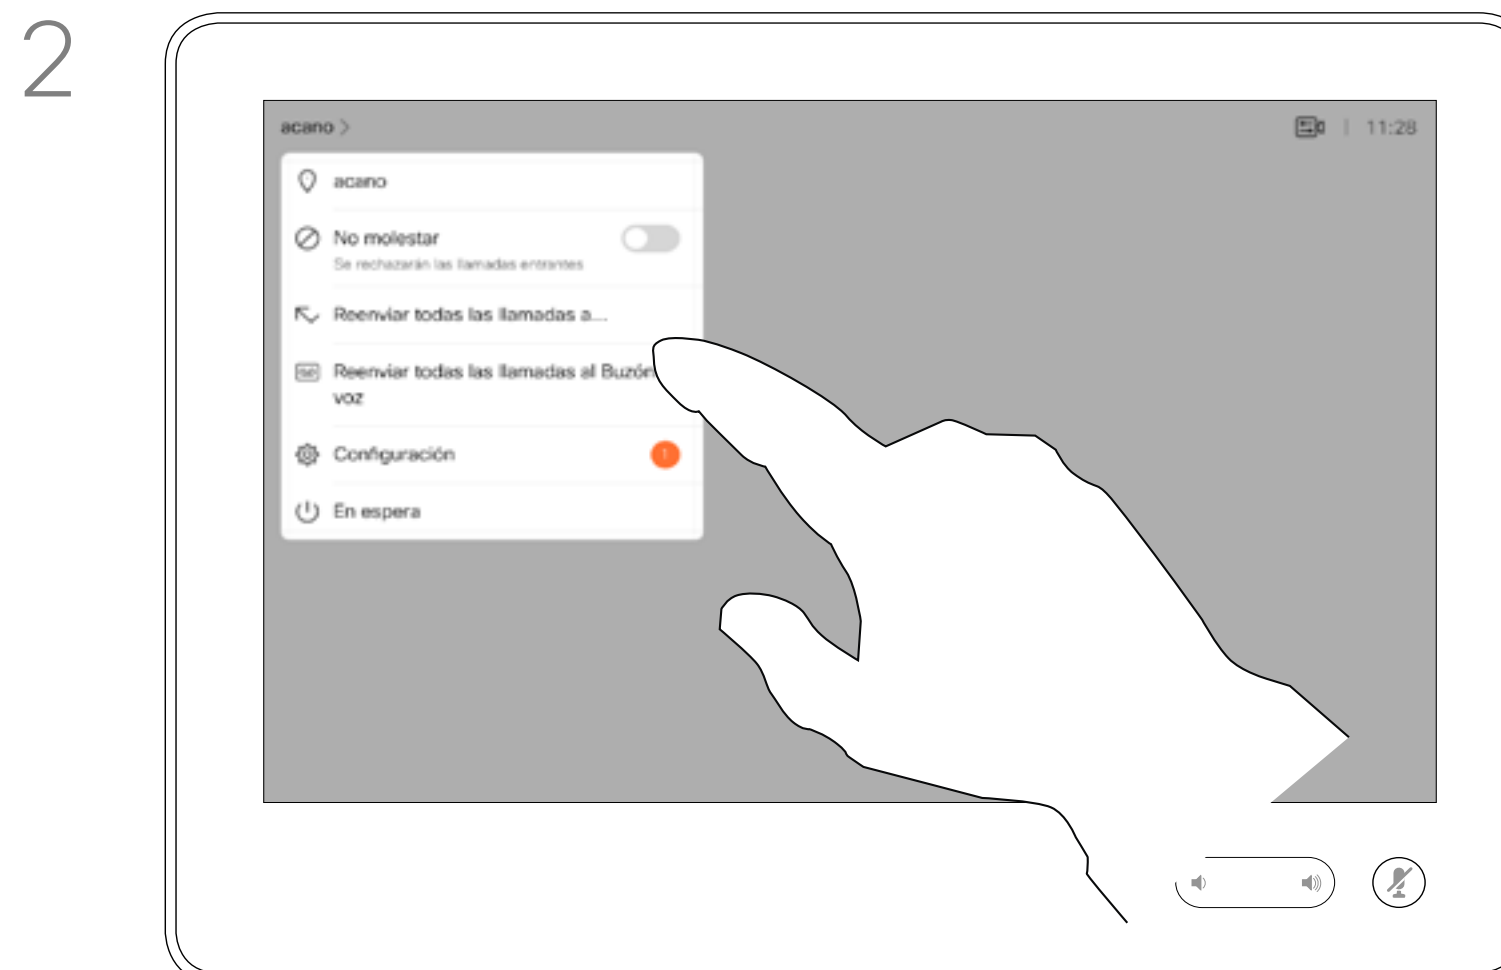 2
acano >
11:28
acano
No molestar
Se rechazarán las llamadas entrantes
Reenviar todas las llamadas a...
Reenviar todas las llamadas al Buzón
voz
Configuración
1
En espera